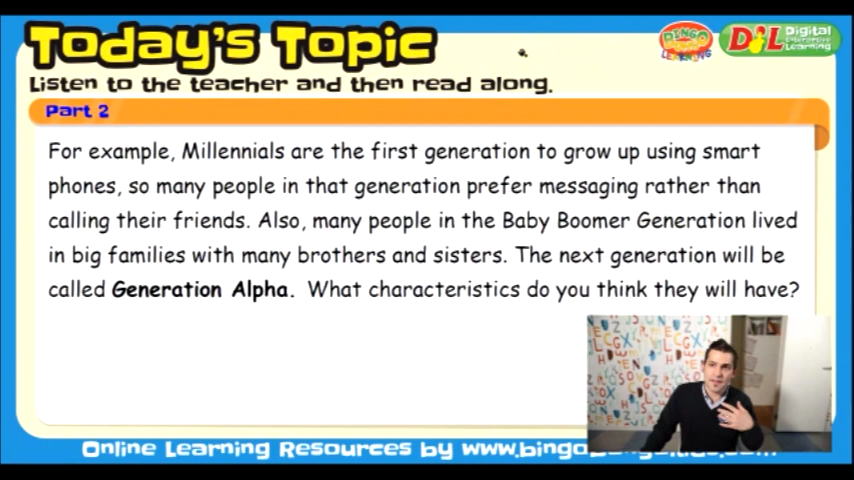 Today's Topic
BINGO
LEARNING
DIL Digital
Interactive
Learning
Listen to the teacher and then read along.
Part 2
For example, Millennials are the first generation to grow up using smart
phones, so many people in that generation prefer messaging rather than
calling their friends. Also, many people in the Baby Boomer Generation lived
in big families with many brothers and sisters. The next generation will be
called Generation Alpha. What characteristics do you think they will have?
Online Learning Resources by